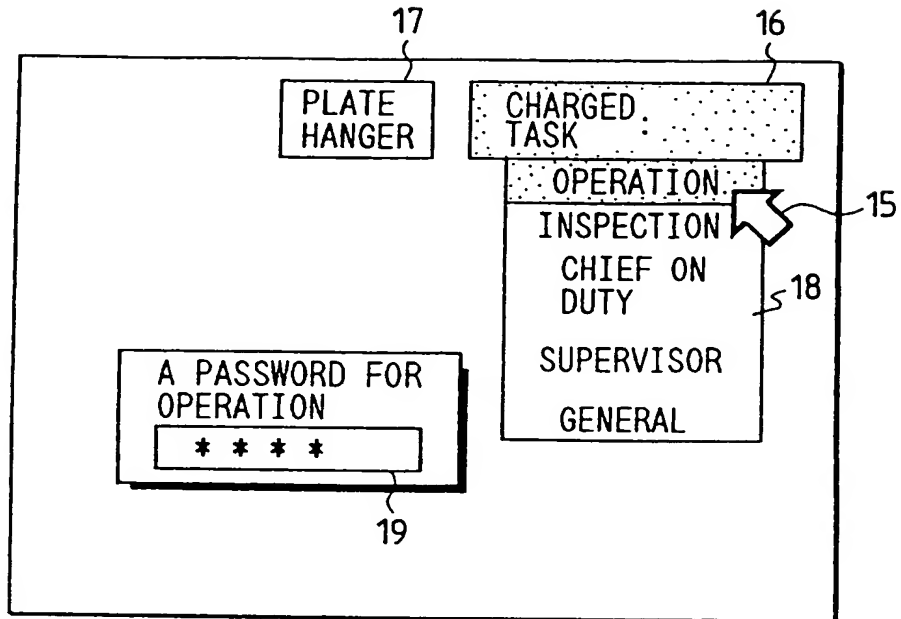 17
16
PLATE
HANGER
CHARGED
TASK :
OPERATION
15
INSPECTION
CHIEF ON
DUTY
18
SUPERVISOR
GENERAL
A PASSWORD FOR
OPERATION
* * * *
19